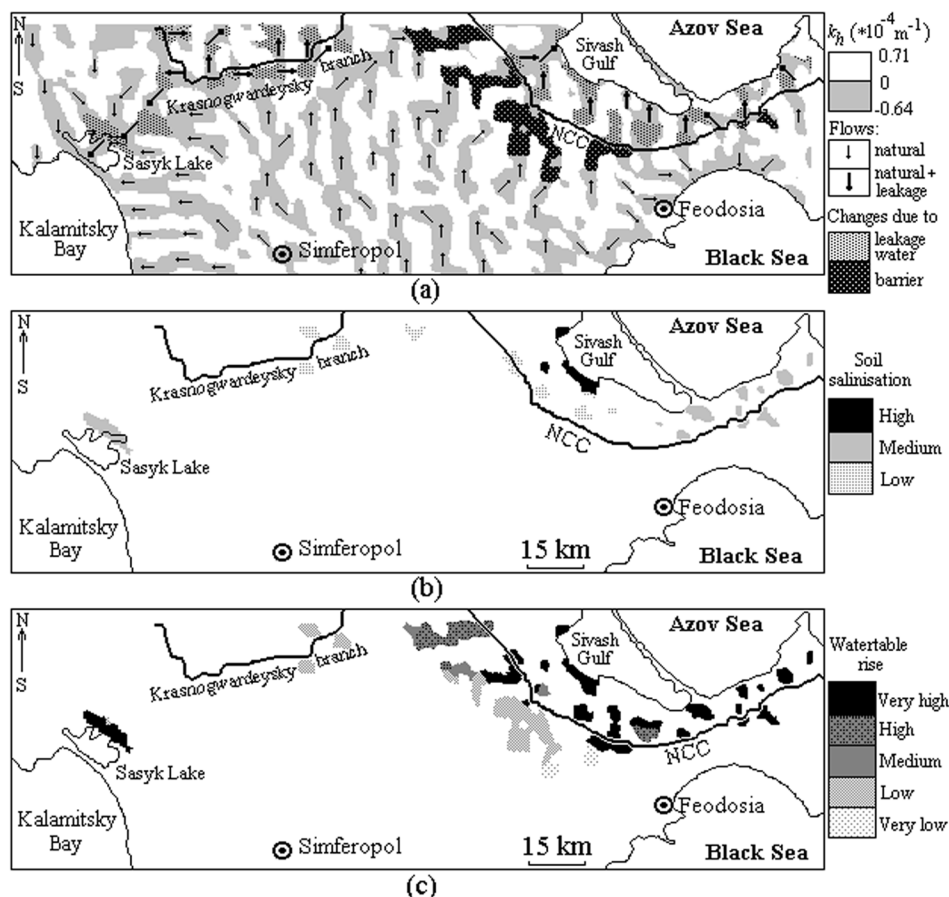 (a)
N
S
Azov Sea
Sivash
Gulf
Krasnogwardeysky
branch
NCC
Sasyk Lake
Kalamitsky
Bay
Simferopol
Feodosia
Black Sea
kh (*10-4 m-1)
0.71
0
-0.64
Flows:
natural
natural +
leakage
Changes due to
leakage
water
barrier
(b)
N
S
Azov Sea
Sivash
Gulf
Krasnogwardeysky
branch
NCC
Sasyk Lake
Kalamitsky
Bay
Simferopol
Feodosia
15 km
Black Sea
Soil
salinisation
High
Medium
Low
(c)
N
S
Azov Sea
Sivash
Gulf
Krasnogwardeysky
branch
NCC
Sasyk Lake
Kalamitsky
Bay
Simferopol
Feodosia
15 km
Black Sea
Watertable
rise
Very high
High
Medium
Low
Very low